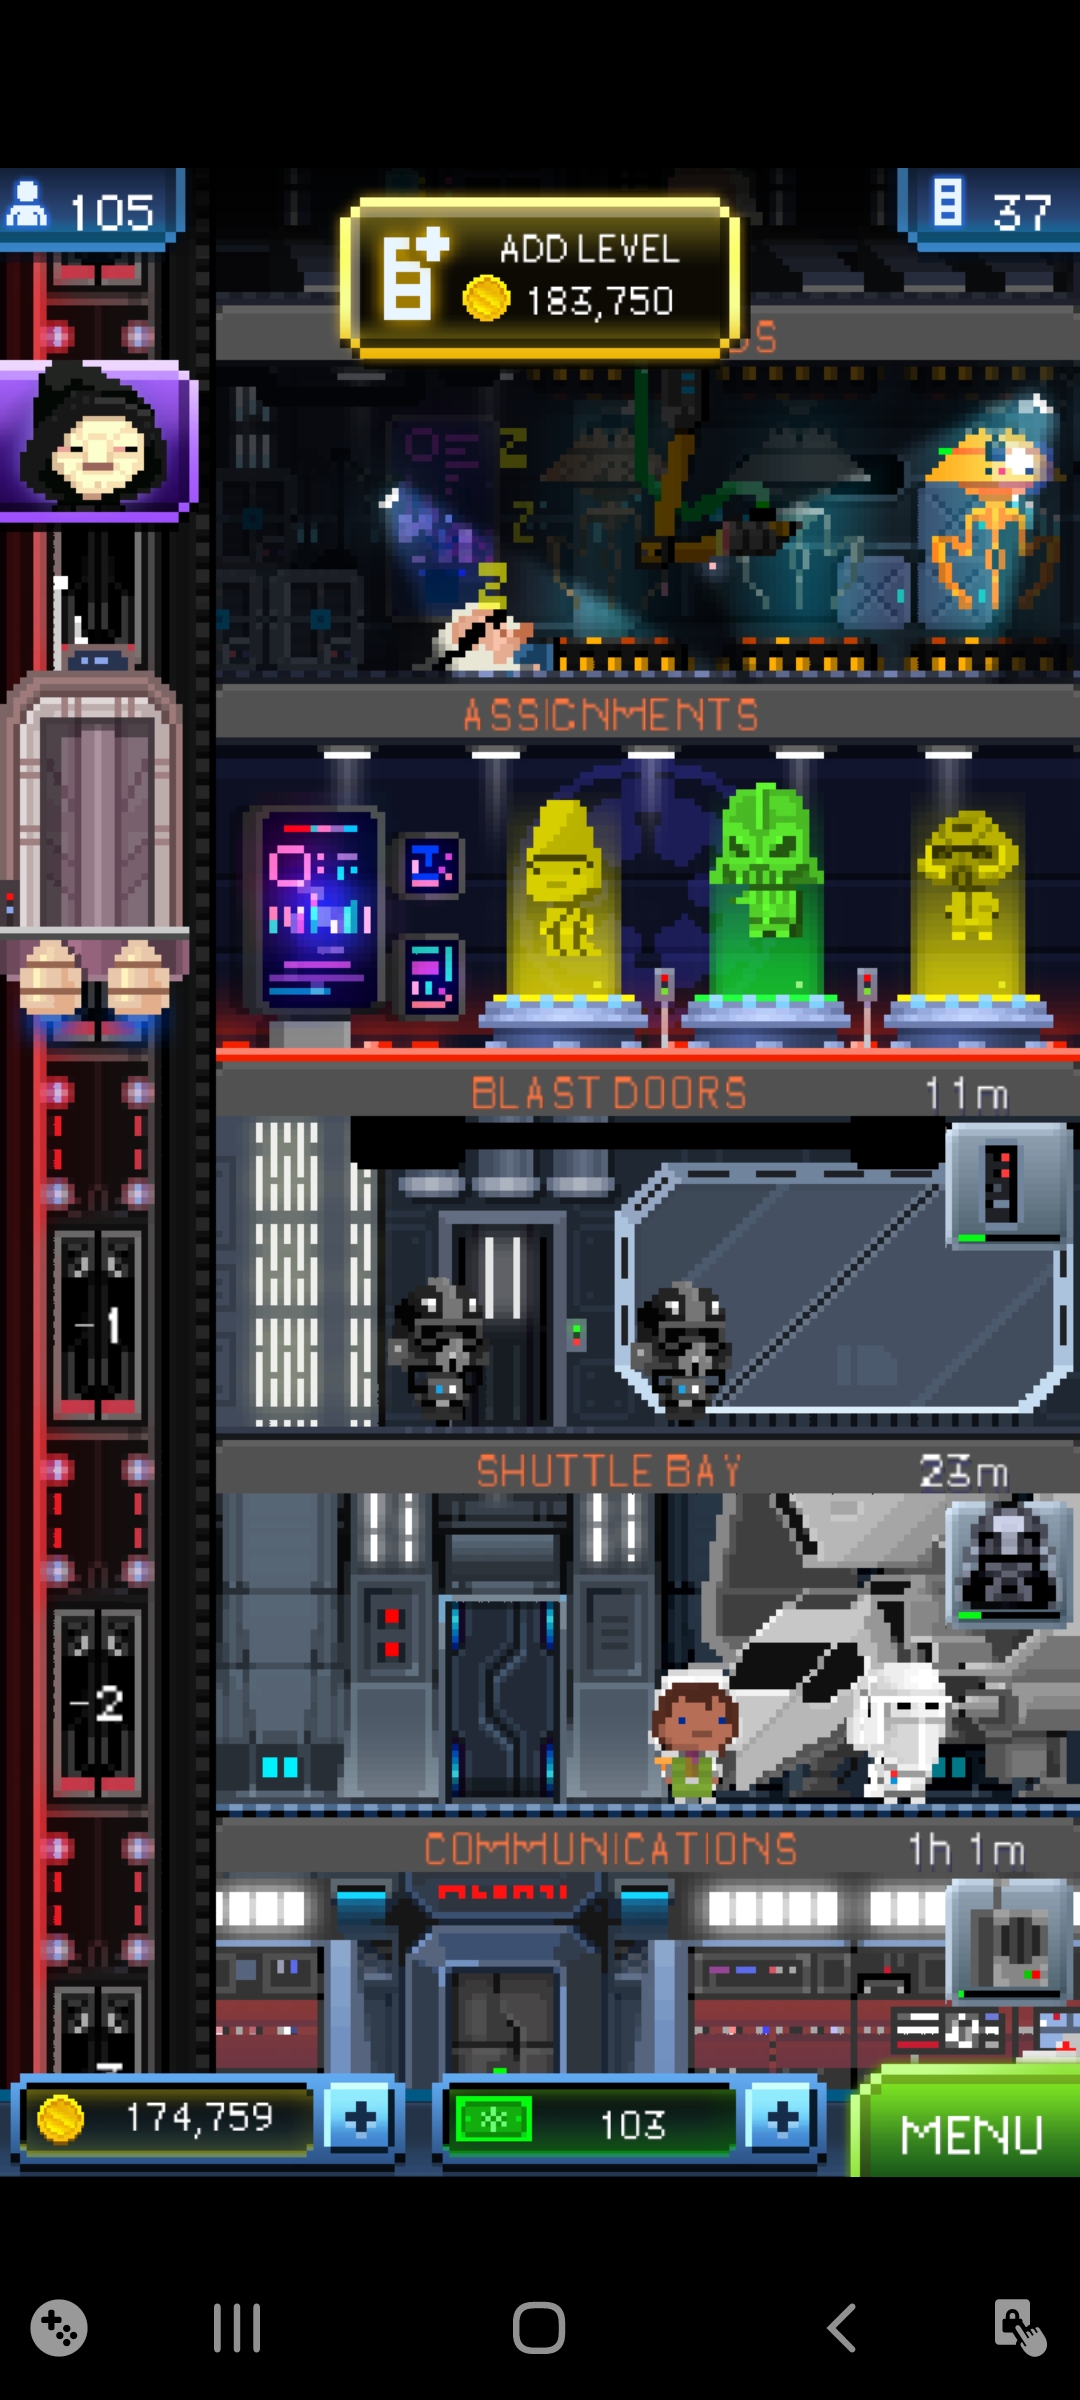 105
ADD LEVEL
183,750
37
DS
ASSIGNMENTS
BLAST DOORS
11m
-1
SHUTTLE BAY
23m
-2
COMMUNICATIONS
1h 1m
174,759
103
MENU